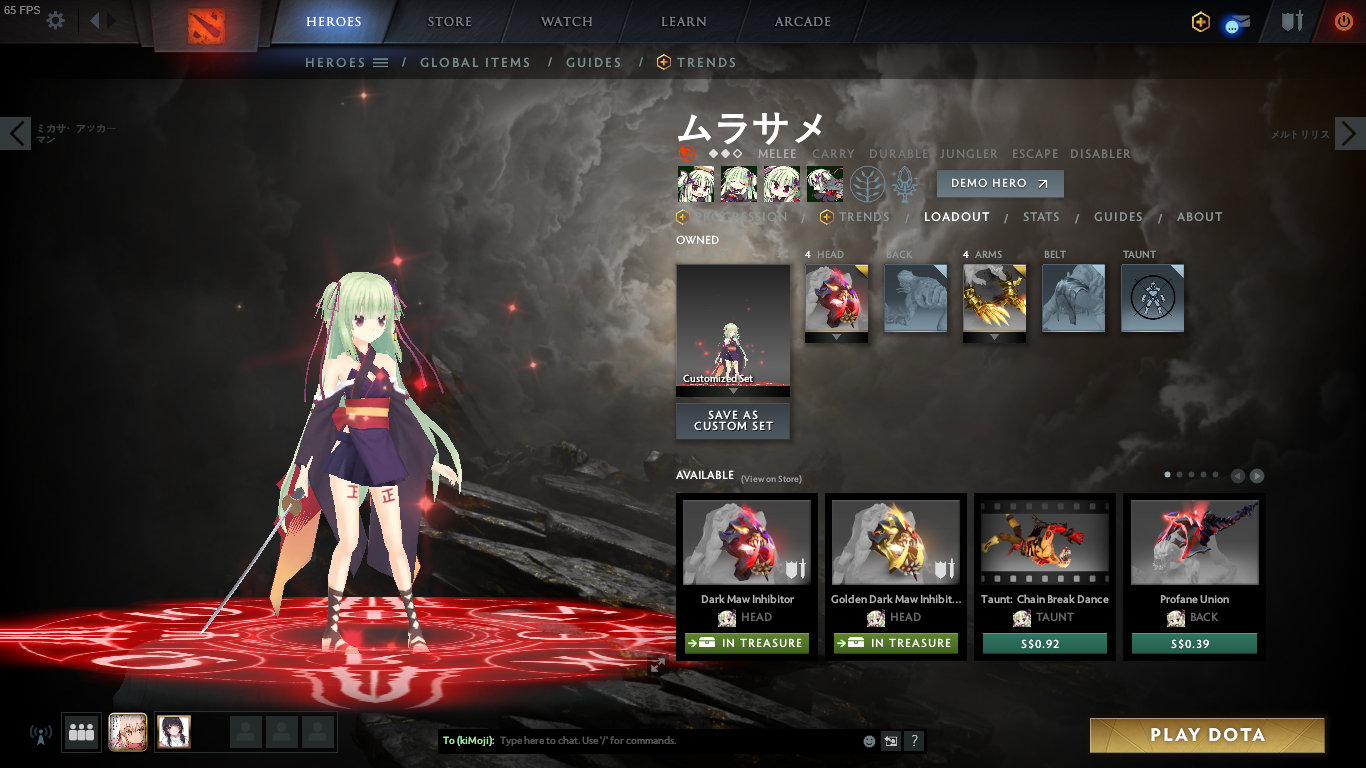 65 FPS
HEROES
STORE
WATCH
LEARN
ARCADE
HEROES / GLOBAL ITEMS / GUIDES / TRENDS
ミカサ・アッカー
マン
メルトリリス
ムラサメ
MELEE CARRY DURABLE JUNGLER ESCAPE DISABLER
DEMO HERO
PROGRESSION / TRENDS / LOADOUT / STATS / GUIDES / ABOUT
OWNED
4 HEAD
BACK
4 ARMS
BELT
TAUNT
Customized Set
SAVE AS
CUSTOM SET
正
正
AVAILABLE (View on Store)
Dark Maw Inhibitor
HEAD
IN TREASURE
Golden Dark Maw Inhibit...
HEAD
IN TREASURE
Taunt: Chain Break Dance
TAUNT
S$0.92
Profane Union
BACK
S$0.39
To (kiMoji): Type here to chat. Use '/' for commands.
?
PLAY DOTA